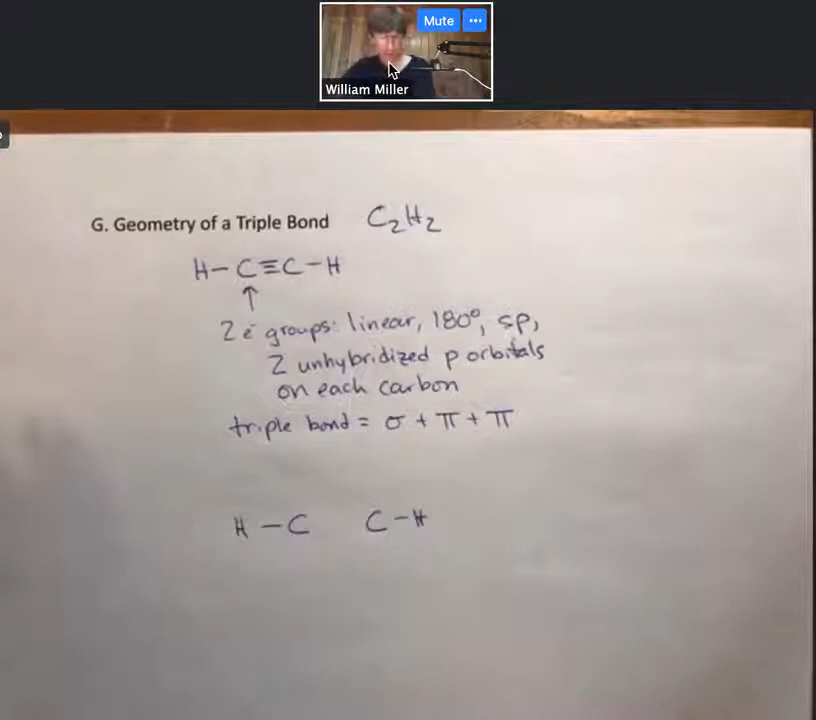 Mute
William Miller
G. Geometry of a Triple Bond C₂H₂
H-C≡C-H
↑
2 e⁻ groups: linear, 180°, sp,
2 unhybridized p orbitals
on each carbon
triple bond = σ + π + π
H-C C-H